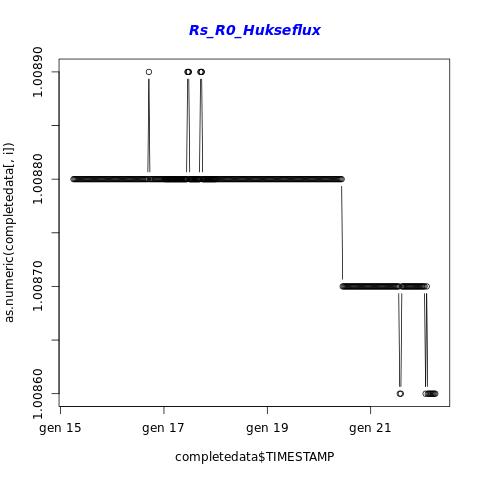 Rs_R0_Hukseflux
1.00890
1.00880
1.00870
1.00860
as.numeric(completedata[, i])
gen 15
gen 17
gen 19
gen 21
completedata$TIMESTAMP